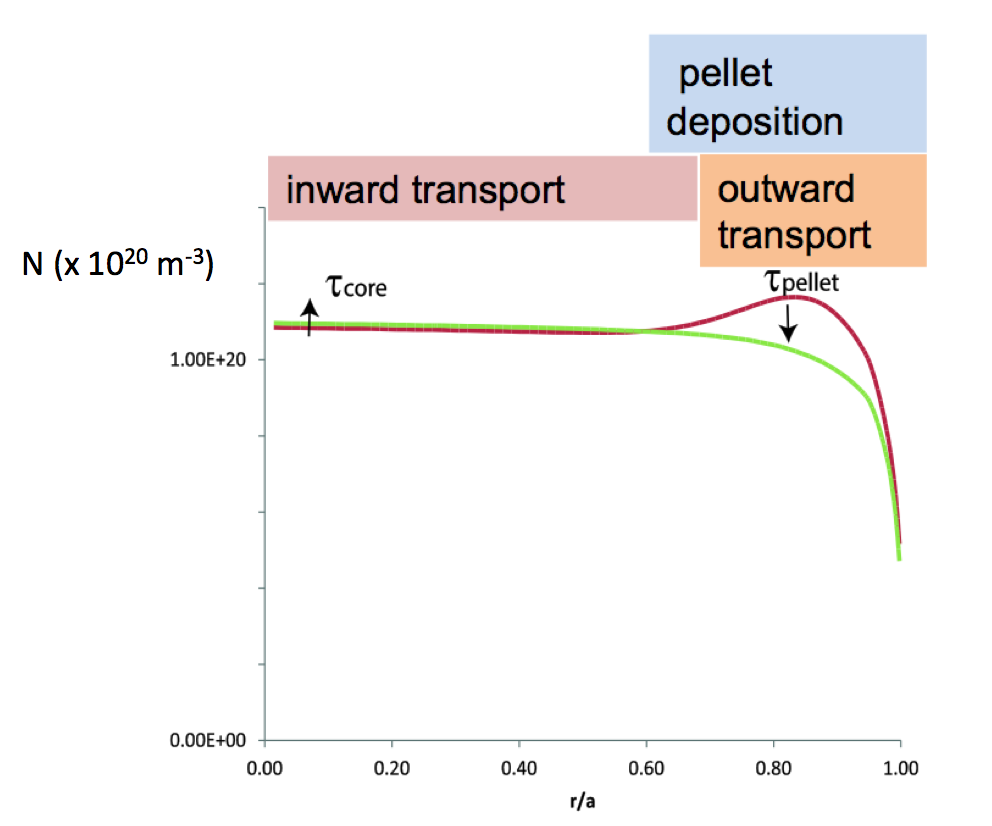 pellet
deposition
inward transport
outward
transport
N (x 10²⁰ m⁻³)
τcore
τpellet
1.00E+20
0.00E+00
0.00
0.20
0.40
0.60
0.80
1.00
r/a